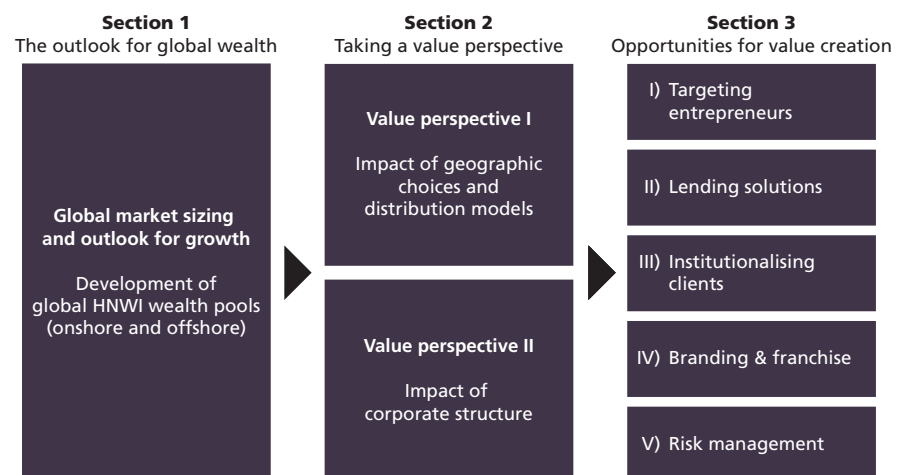 Section 1
The outlook for global wealth
Global market sizing
and outlook for growth
Development of
global HNWI wealth pools
(onshore and offshore)
Section 2
Taking a value perspective
Value perspective I
Impact of geographic
choices and
distribution models
Value perspective II
Impact of
corporate structure
Section 3
Opportunities for value creation
I) Targeting
entrepreneurs
II) Lending solutions
III) Institutionalising
clients
IV) Branding & franchise
V) Risk management